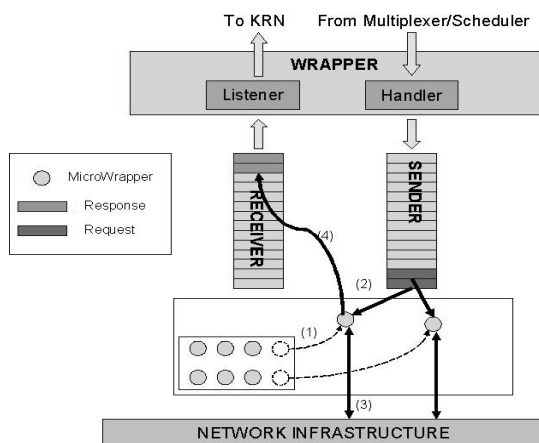 To KRN
From Multiplexer/Scheduler
WRAPPER
Listener
Handler
MicroWrapper
Response
Request
RECEIVER
SENDER
(4)
(2)
(1)
(3)
NETWORK INFRASTRUCTURE